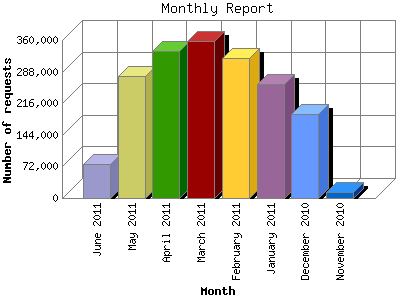 Monthly Report
Number of requests
360,000
288,000
216,000
144,000
72,000
0
June 2011
May 2011
April 2011
March 2011
February 2011
January 2011
December 2010
November 2010
Month